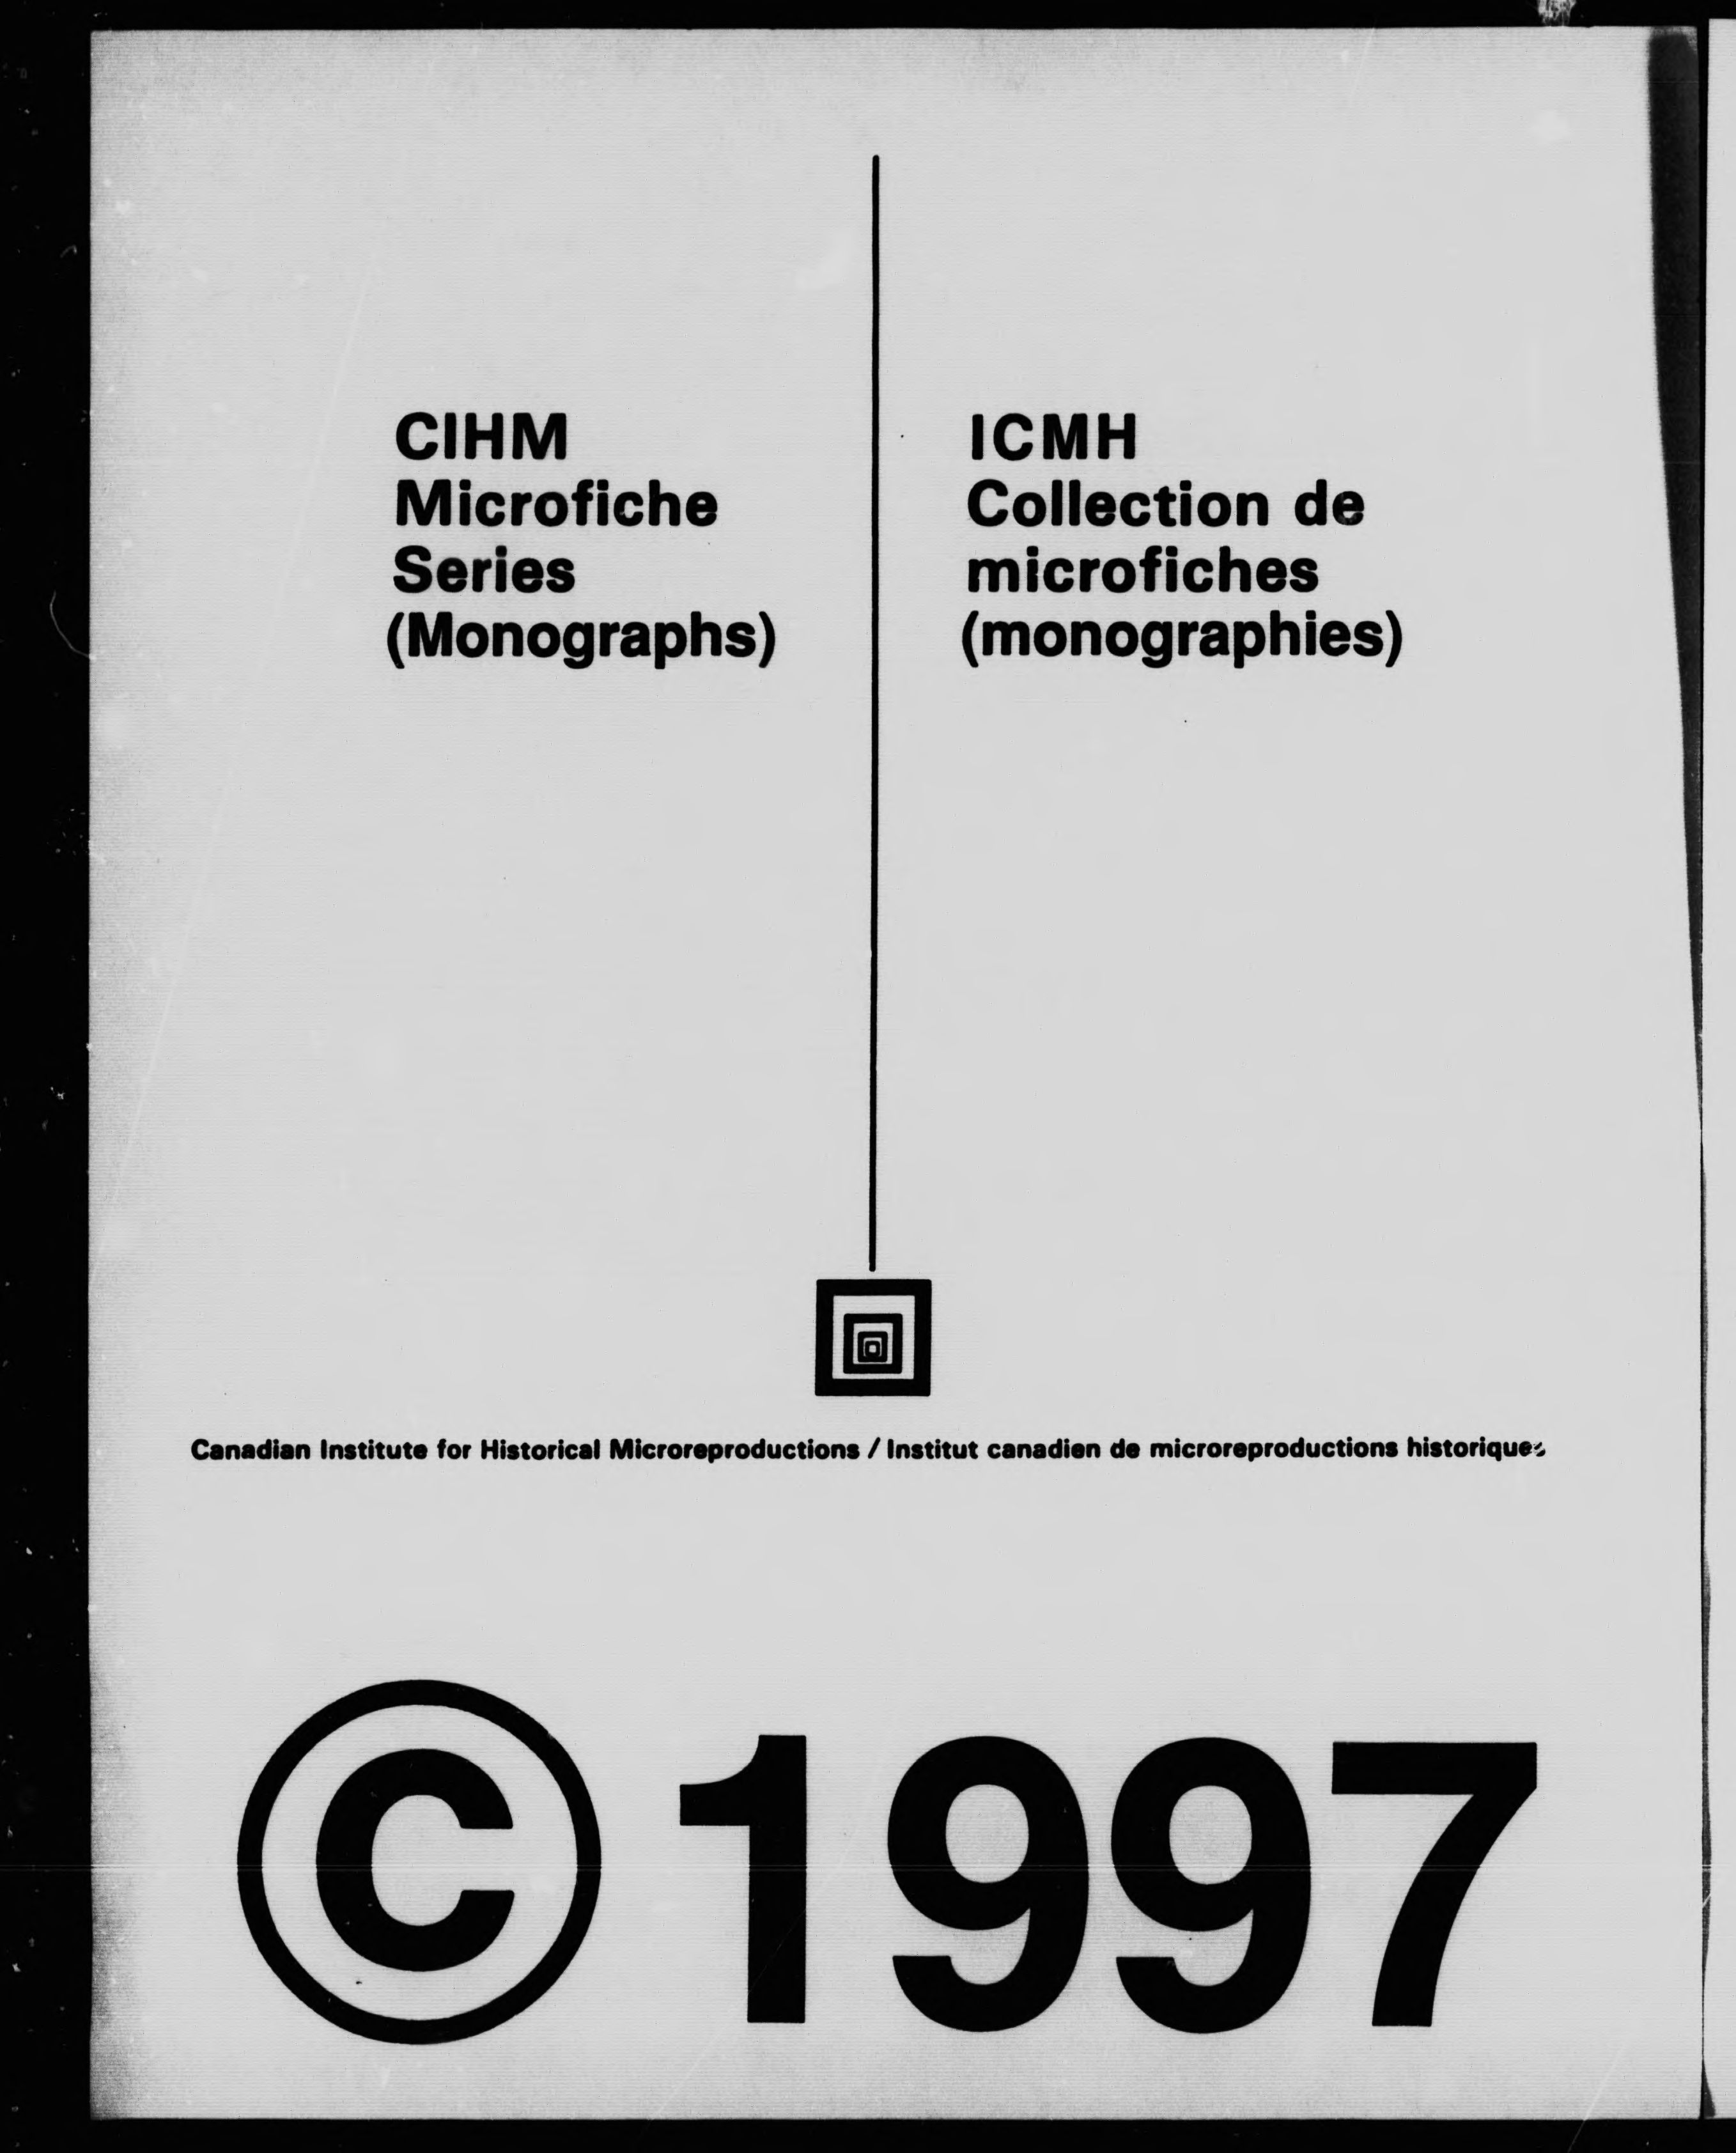 CIHM
Microfiche
Series
(Monographs)
ICMH
Collection de
microfiches
(monographies)
Canadian Institute for Historical Microreproductions / Institut canadien de microreproductions historiques
© 1997